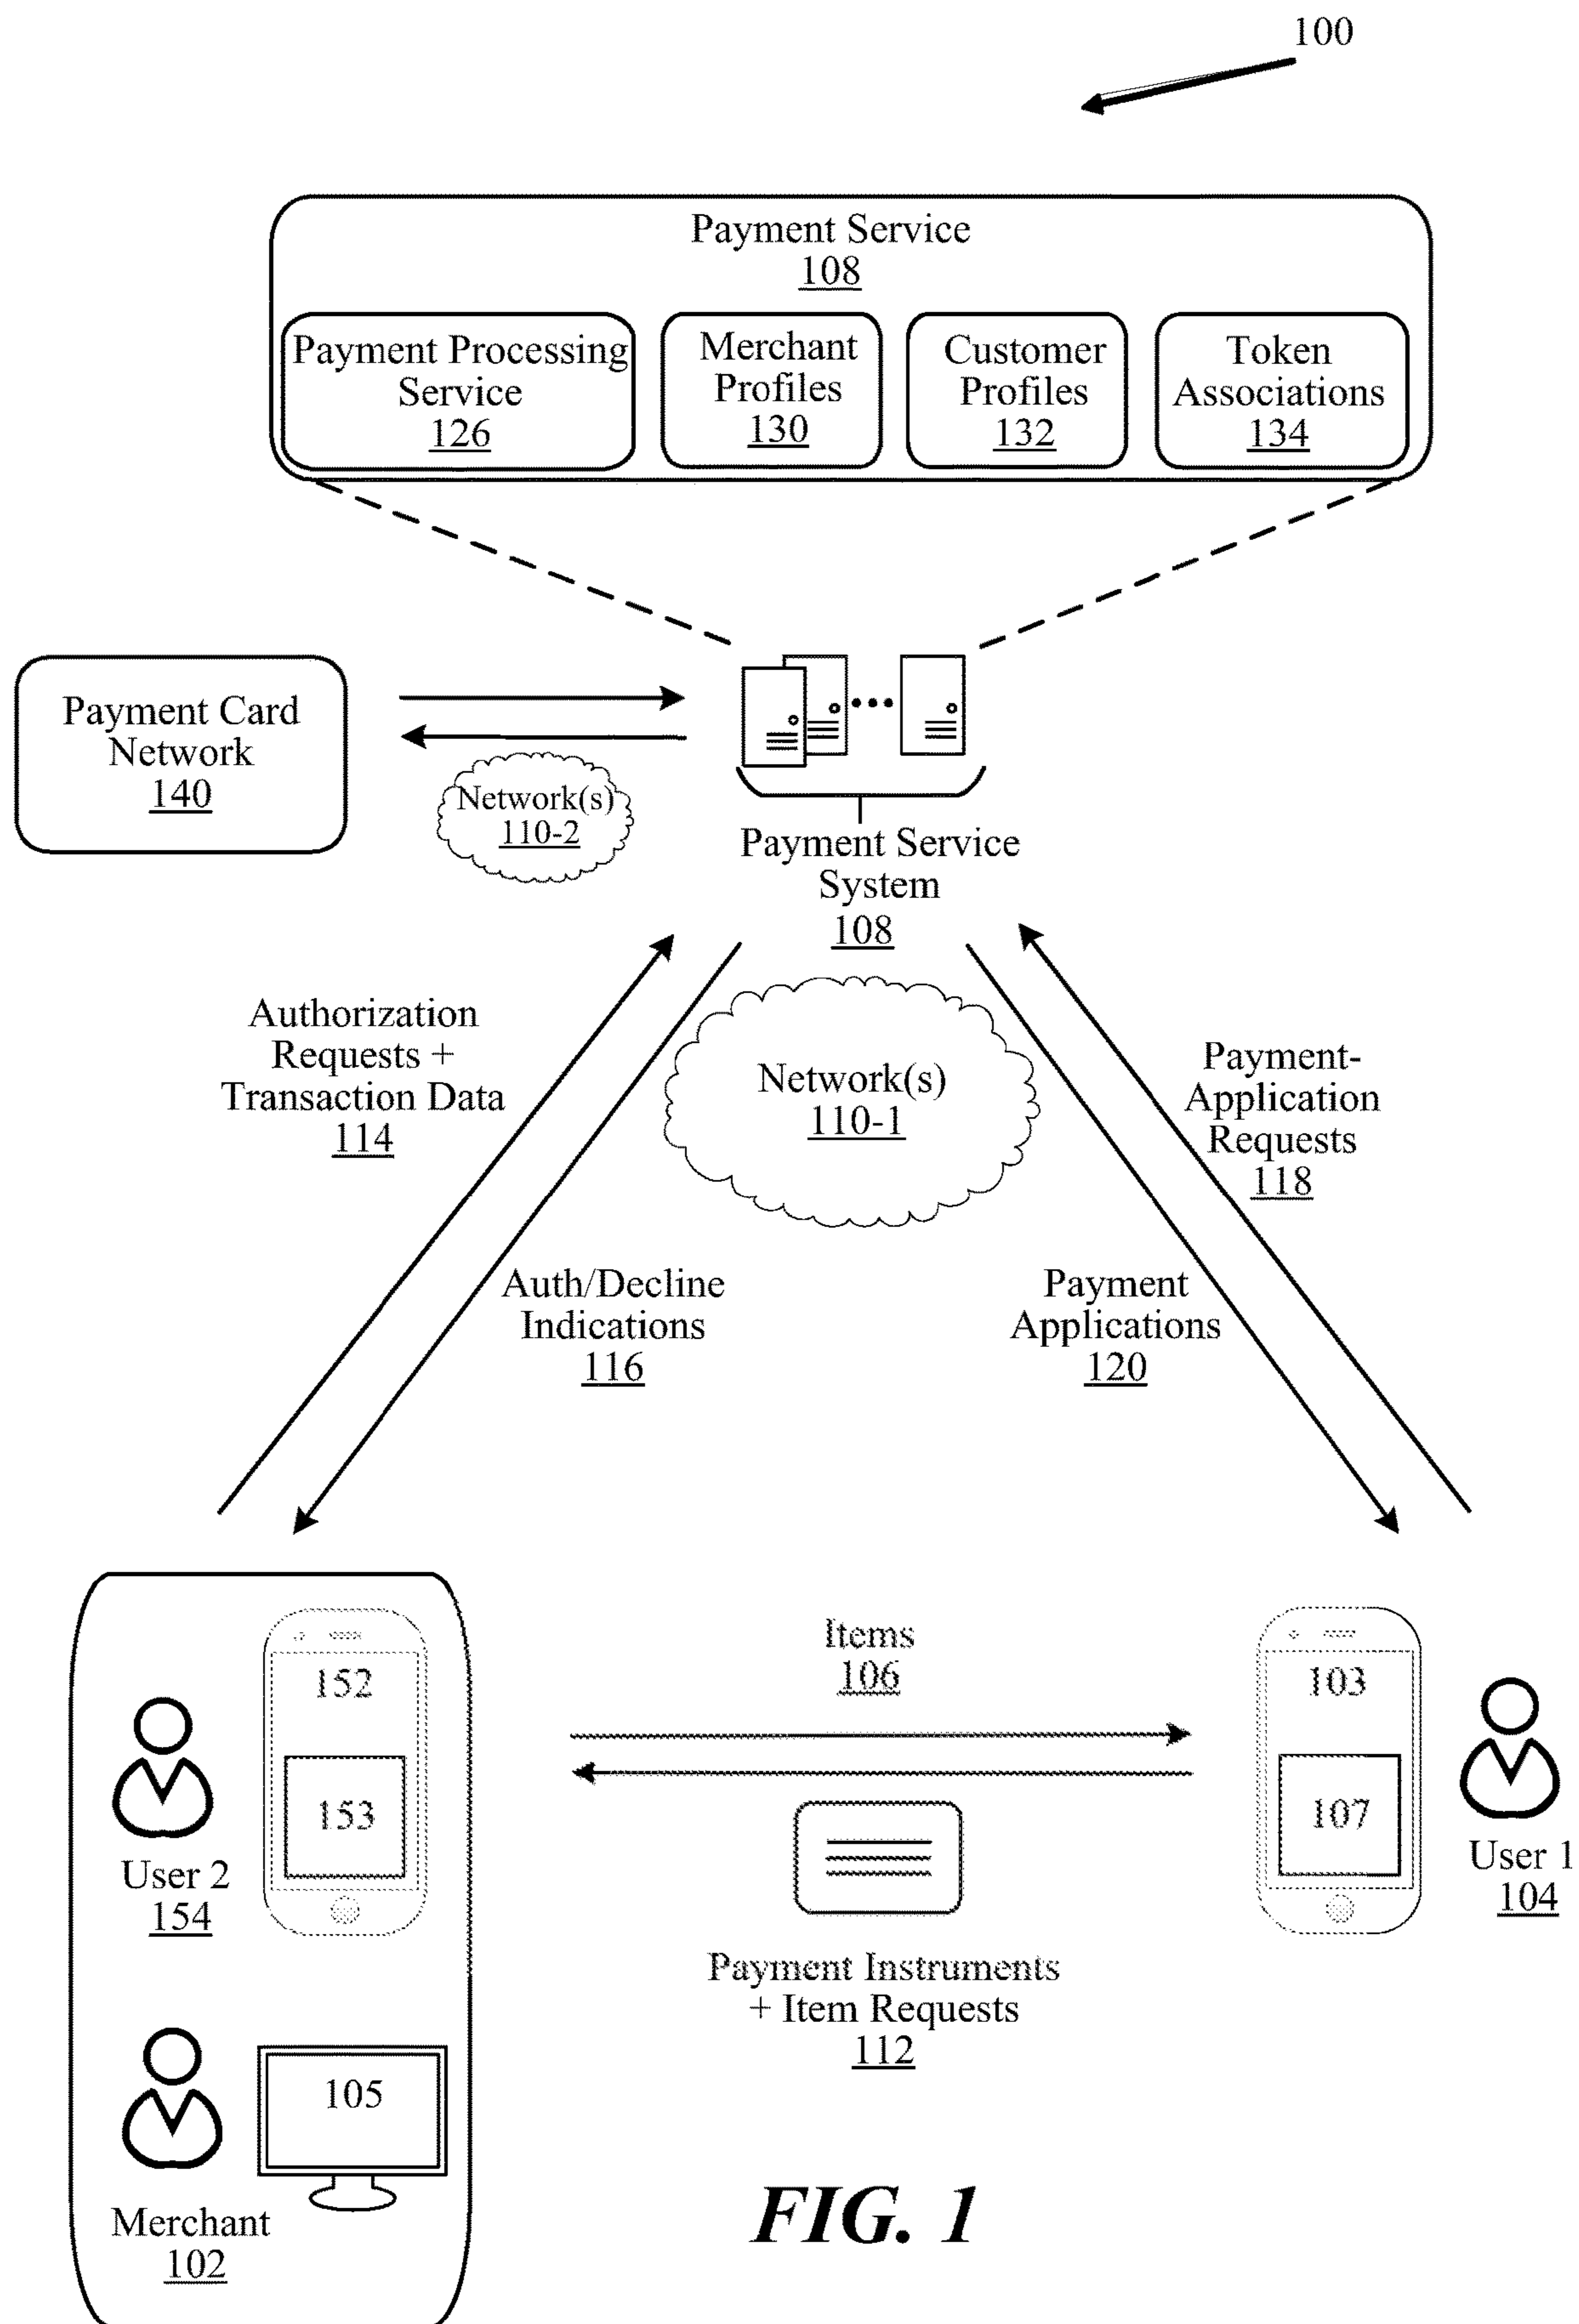 100
Payment Service
108
Payment Processing
Service
126
Merchant
Profiles
130
Customer
Profiles
132
Token
Associations
134
Payment Card
Network
140
Network(s)
110-2
Payment Service
System
108
Authorization
Requests +
Transaction Data
114
Network(s)
110-1
Payment-
Application
Requests
118
Auth/Decline
Indications
116
Payment
Applications
120
152
153
User 2
154
Items
106
Payment Instruments
+ Item Requests
112
103
107
User 1
104
105
Merchant
102
FIG. 1